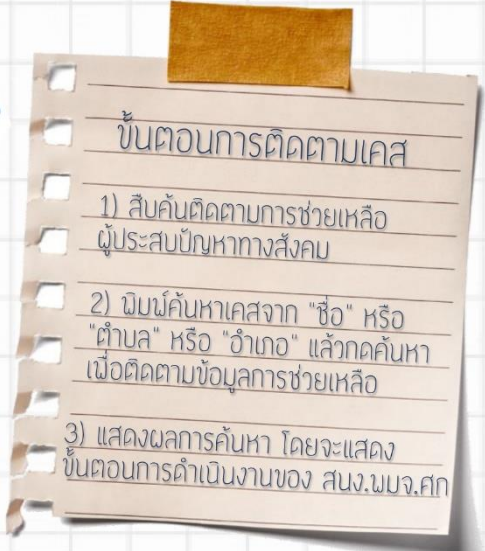 ขั้นตอนการติดตามเคส
1) สืบค้นติดตามการช่วยเหลือ
ผู้ประสบปัญหาทางสังคม
2) พิมพ์ค้นหาเคสจาก "ชื่อ" หรือ
"ตำบล" หรือ "อำเภอ" แล้วกดค้นหา
เพื่อติดตามข้อมูลการช่วยเหลือ
3) แสดงผลการค้นหา โดยจะแสดง
ขั้นตอนการดำเนินงานของ สนง.พมจ.ศก